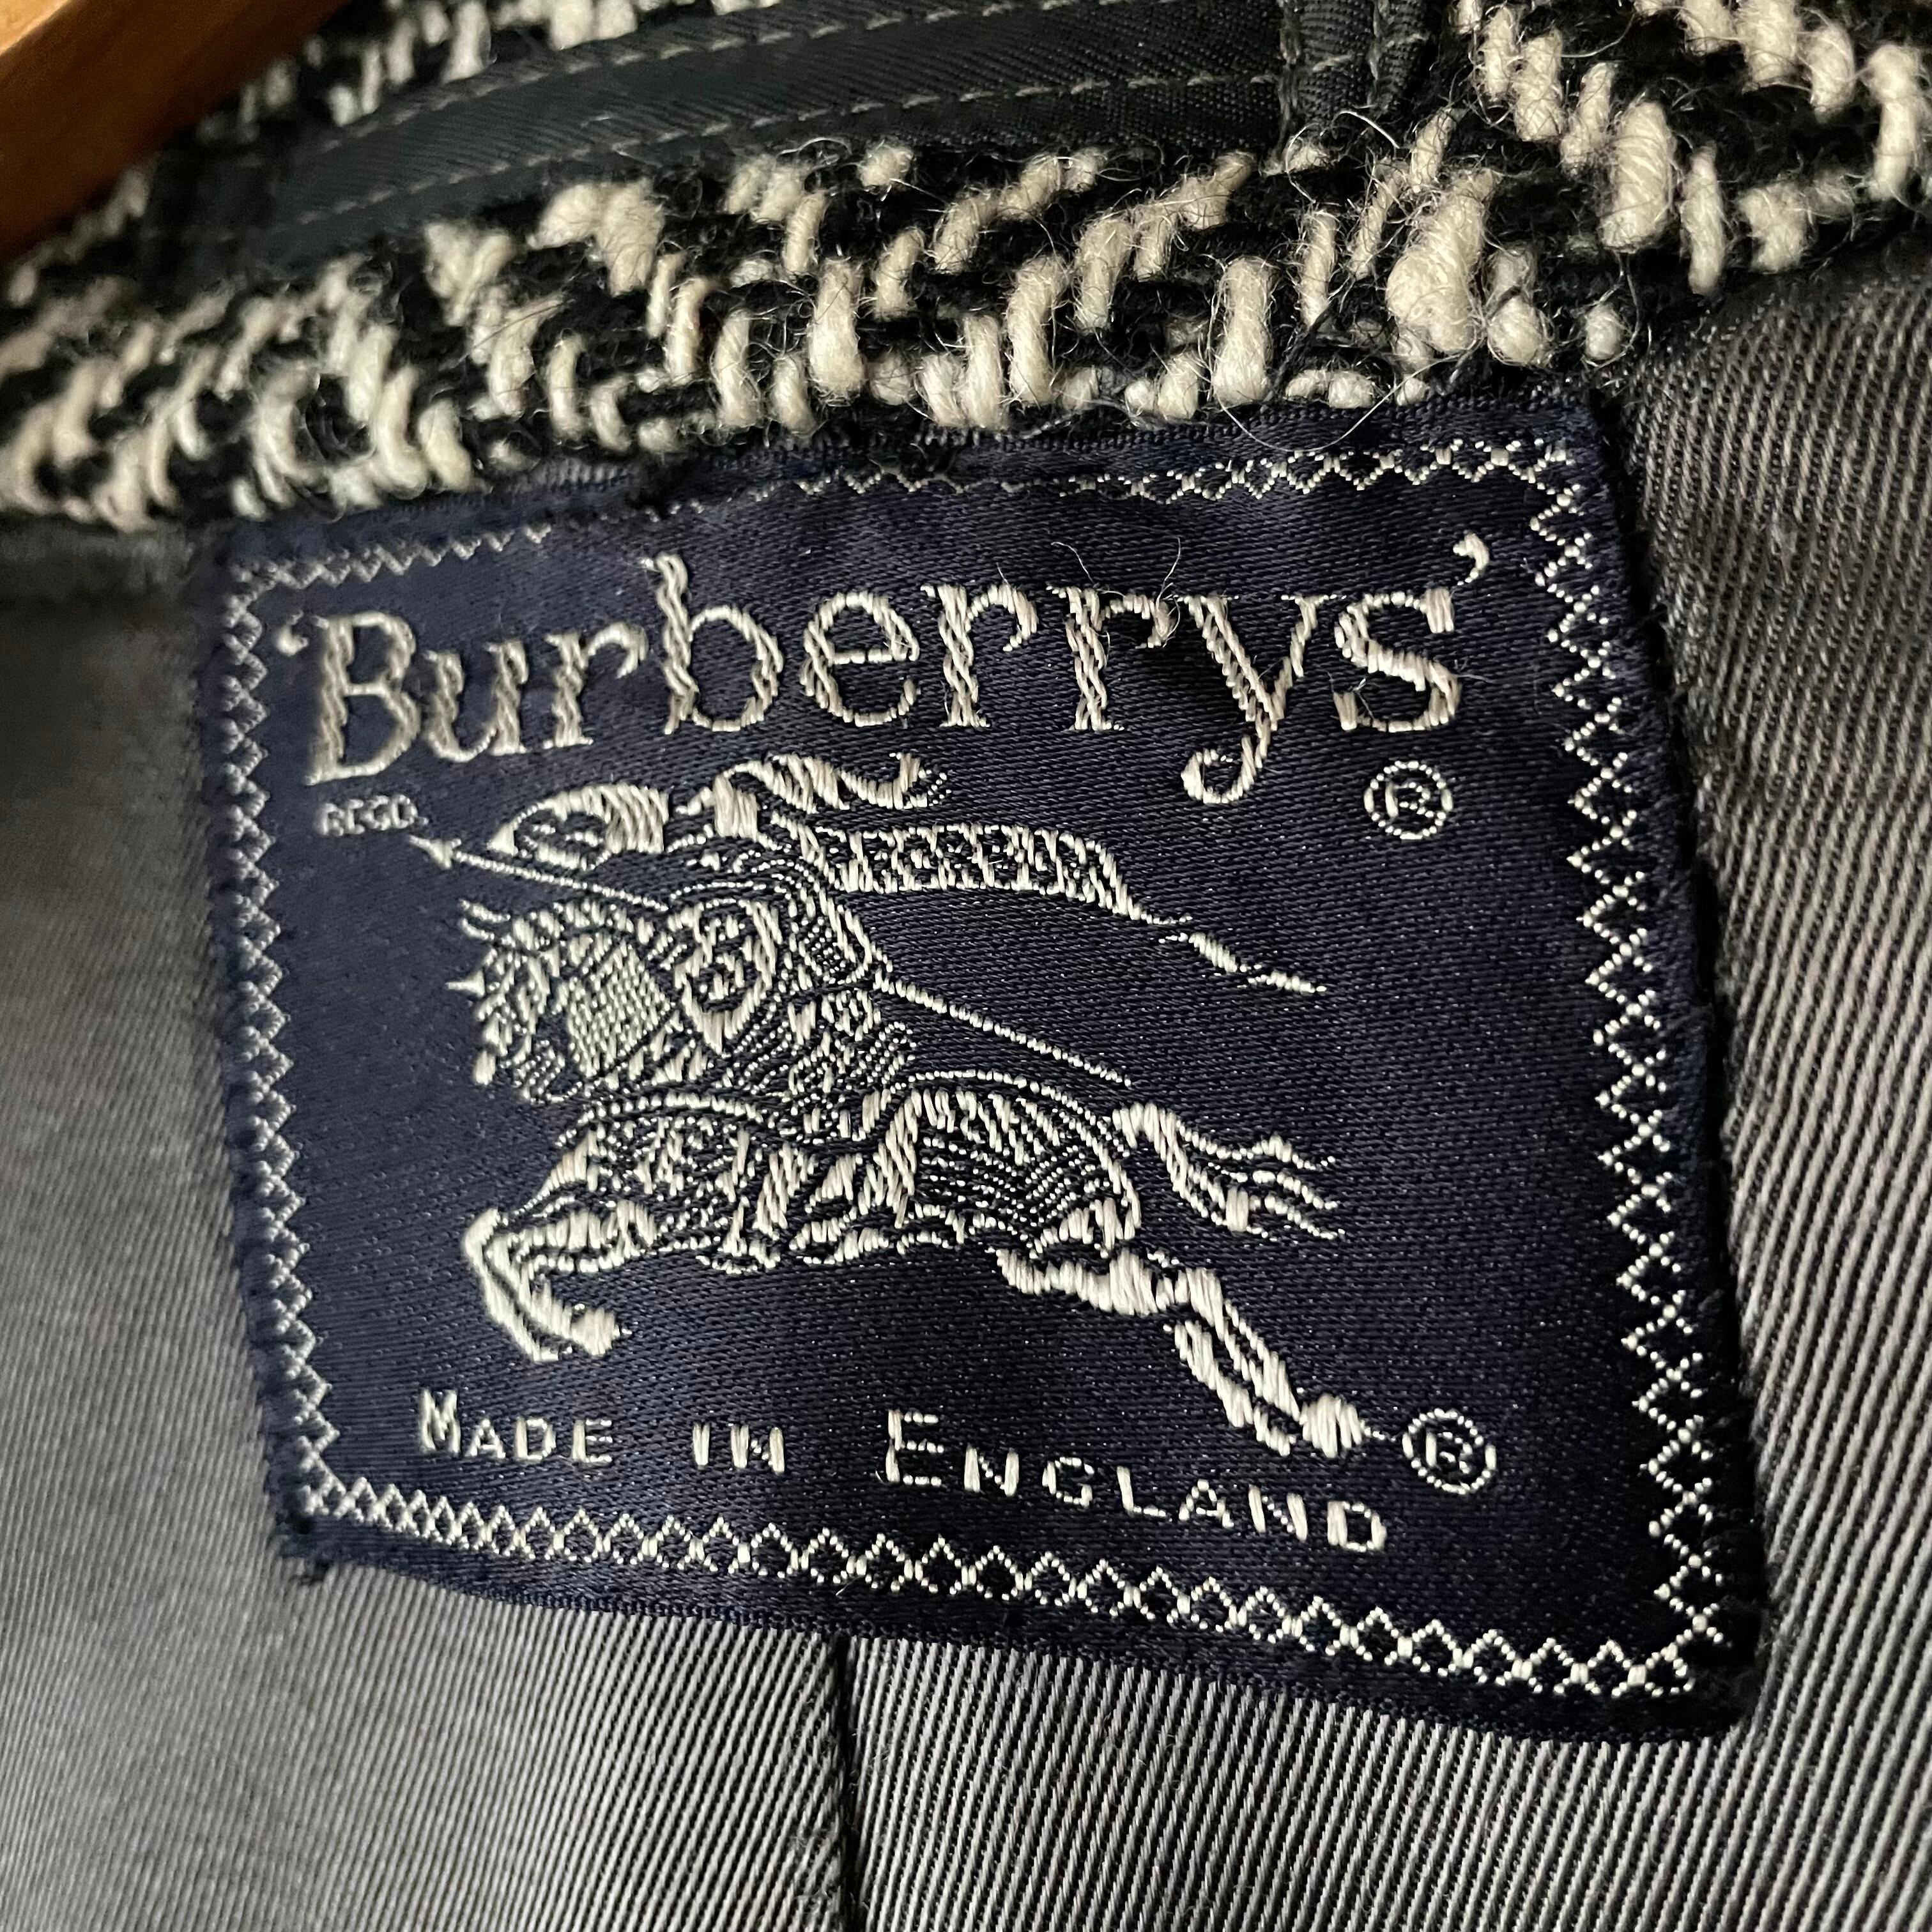 ‘Burberrys’
REGD. ®
MADE IN ENGLAND ®